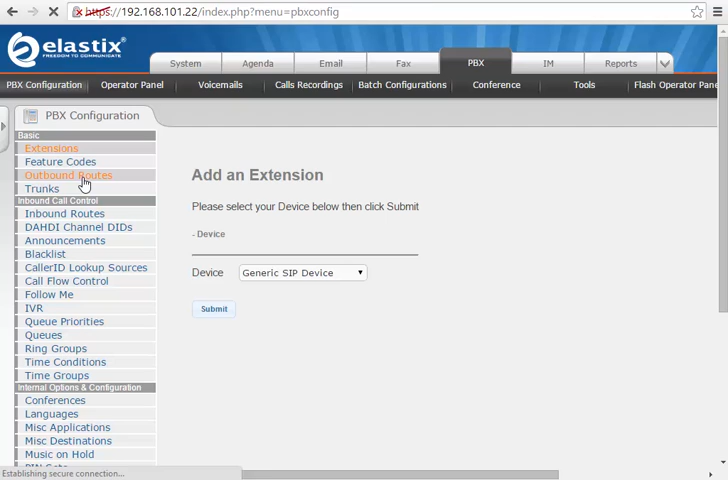 https://192.168.101.22/index.php?menu=pbxconfig
elastix
FREEDOM TO COMMUNICATE
System
Agenda
Email
Fax
PBX
IM
Reports
PBX Configuration
Operator Panel
Voicemails
Calls Recordings
Batch Configurations
Conference
Tools
Flash Operator Pane
PBX Configuration
Basic
Extensions
Feature Codes
Outbound Routes
Trunks
Inbound Call Control
Inbound Routes
DAHDI Channel DIDs
Announcements
Blacklist
CallerID Lookup Sources
Call Flow Control
Follow Me
IVR
Queue Priorities
Queues
Ring Groups
Time Conditions
Time Groups
Internal Options & Configuration
Conferences
Languages
Misc Applications
Misc Destinations
Music on Hold
Add an Extension
Please select your Device below then click Submit
- Device
Device
Generic SIP Device
Submit
Establishing secure connection...